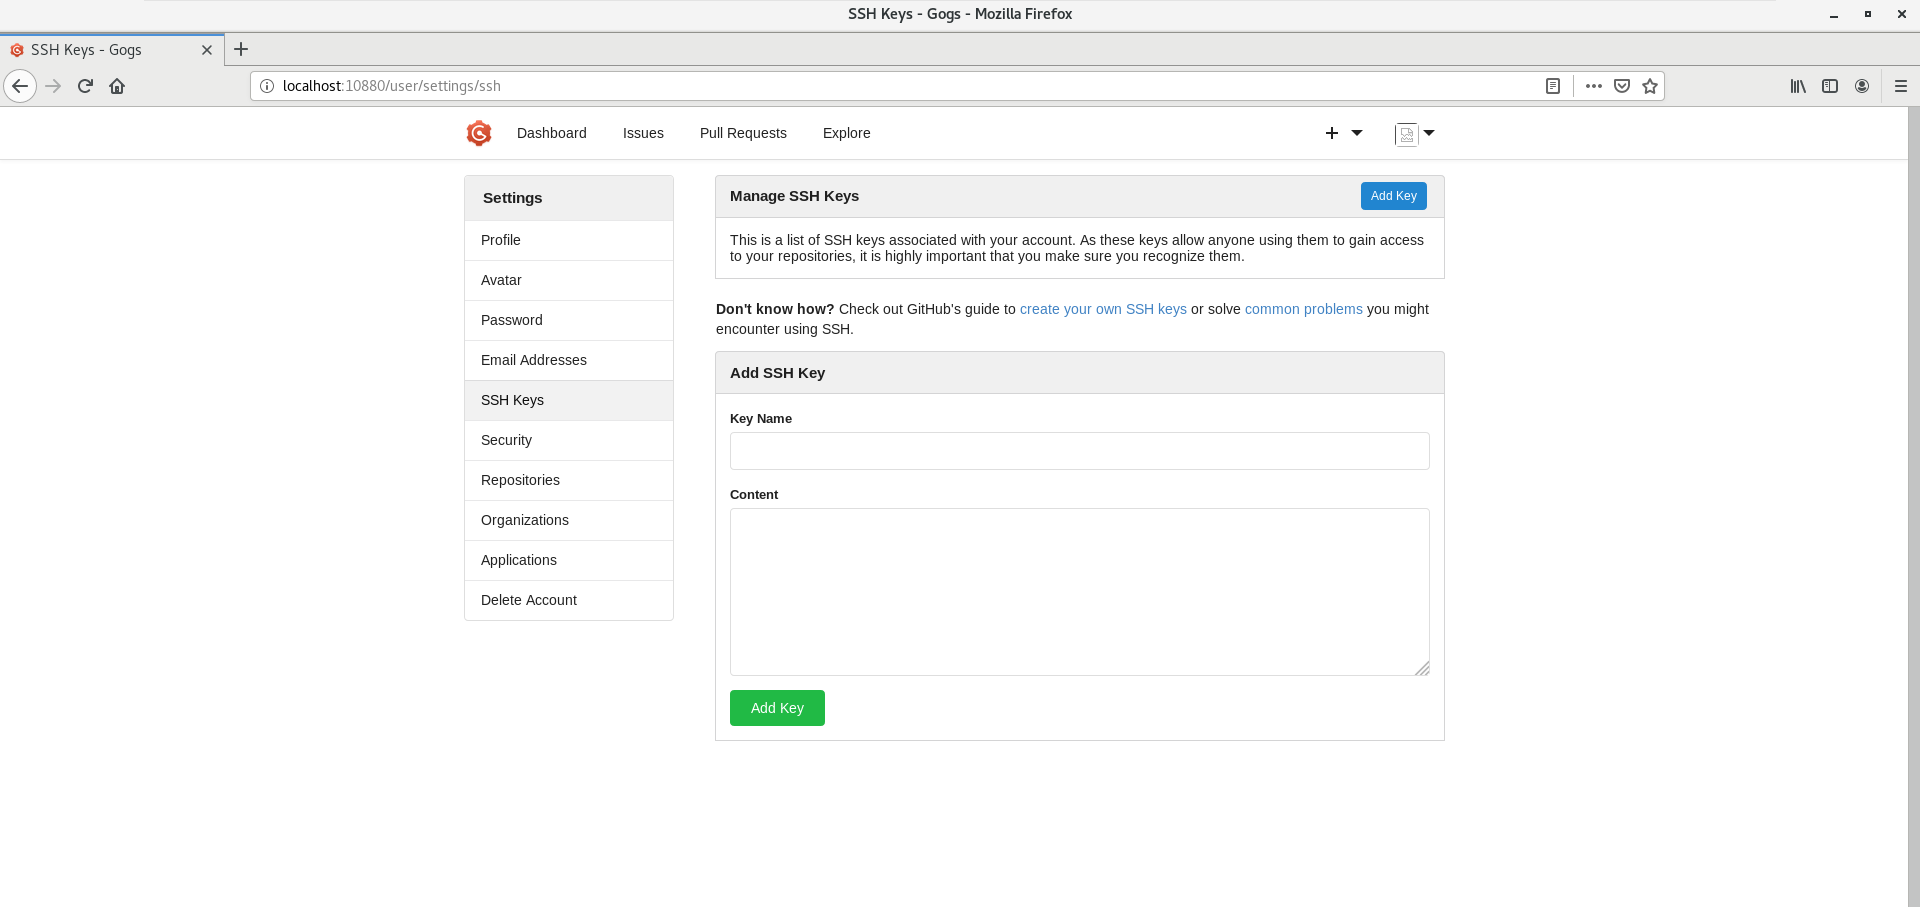 SSH Keys - Gogs - Mozilla Firefox
SSH Keys - Gogs
localhost:10880/user/settings/ssh
Dashboard
Issues
Pull Requests
Explore
Settings
Profile
Avatar
Password
Email Addresses
SSH Keys
Security
Repositories
Organizations
Applications
Delete Account
Manage SSH Keys
Add Key
This is a list of SSH keys associated with your account. As these keys allow anyone using them to gain access
to your repositories, it is highly important that you make sure you recognize them.
Don't know how? Check out GitHub's guide to create your own SSH keys or solve common problems you might
encounter using SSH.
Add SSH Key
Key Name
Content
Add Key